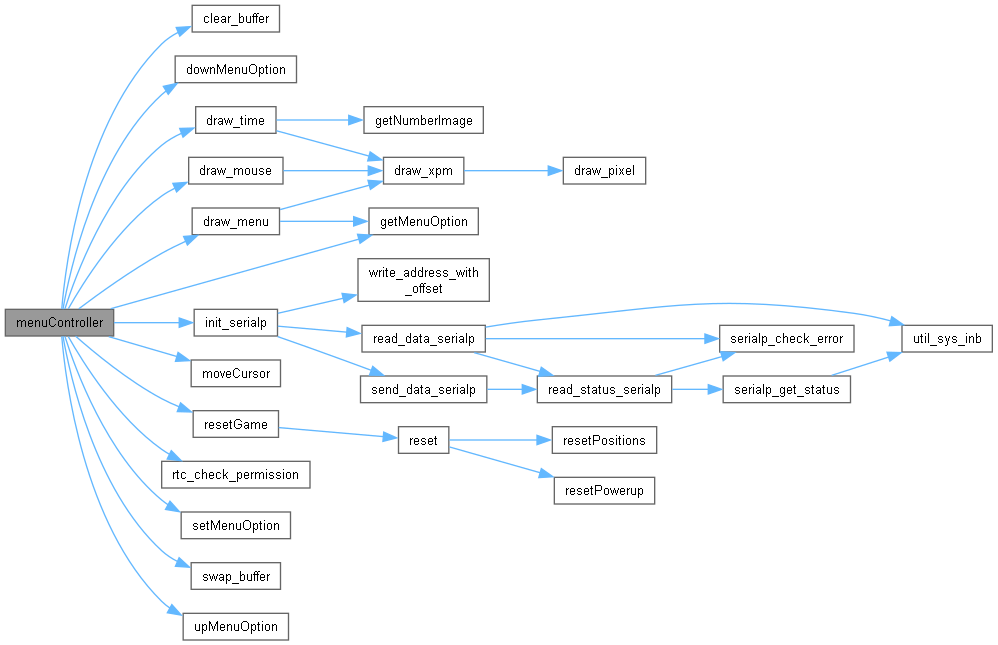 clear_buffer
downMenuOption
draw_time
getNumberImage
draw_mouse
draw_xpm
draw_pixel
draw_menu
getMenuOption
write_address_with
_offset
menuController
init_serialp
read_data_serialp
serialp_check_error
util_sys_inb
moveCursor
send_data_serialp
read_status_serialp
serialp_get_status
resetGame
reset
resetPositions
rtc_check_permission
resetPowerup
setMenuOption
swap_buffer
upMenuOption